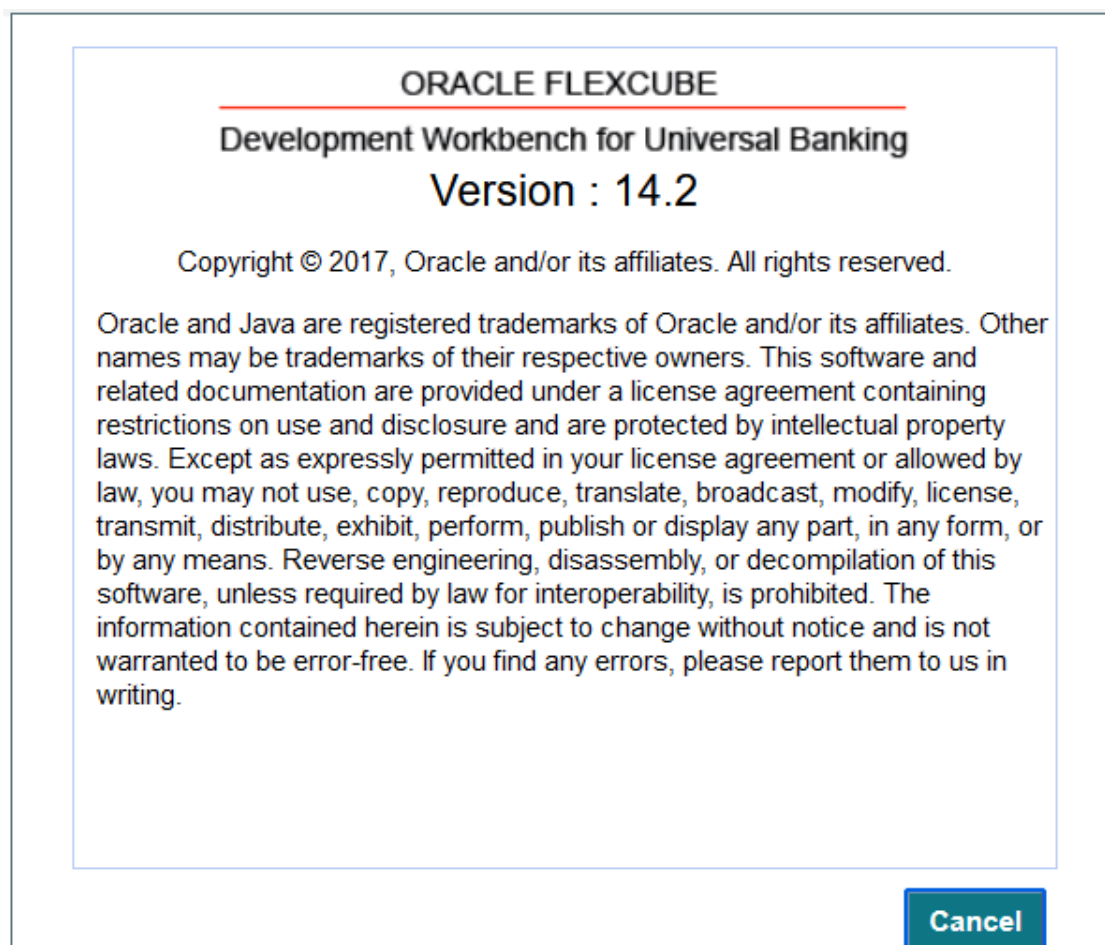 ORACLE FLEXCUBE
Development Workbench for Universal Banking
Version : 14.2
Copyright © 2017, Oracle and/or its affiliates. All rights reserved.
Oracle and Java are registered trademarks of Oracle and/or its affiliates. Other
names may be trademarks of their respective owners. This software and
related documentation are provided under a license agreement containing
restrictions on use and disclosure and are protected by intellectual property
laws. Except as expressly permitted in your license agreement or allowed by
law, you may not use, copy, reproduce, translate, broadcast, modify, license,
transmit, distribute, exhibit, perform, publish or display any part, in any form, or
by any means. Reverse engineering, disassembly, or decompilation of this
software, unless required by law for interoperability, is prohibited. The
information contained herein is subject to change without notice and is not
warranted to be error-free. If you find any errors, please report them to us in
writing.
Cancel